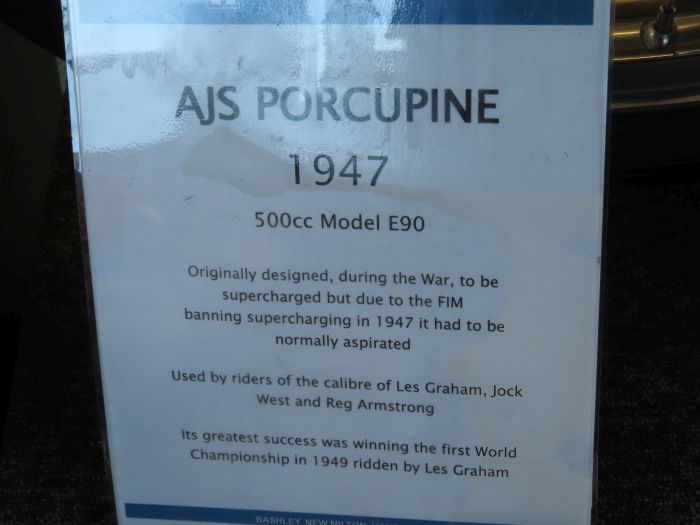 AJS PORCUPINE
1947
500cc Model E90
Originally designed, during the War, to be
supercharged but due to the FIM
banning supercharging in 1947 it had to be
normally aspirated
Used by riders of the calibre of Les Graham, Jock
West and Reg Armstrong
Its greatest success was winning the first World
Championship in 1949 ridden by Les Graham
BASHLEY, NEW MILTON,